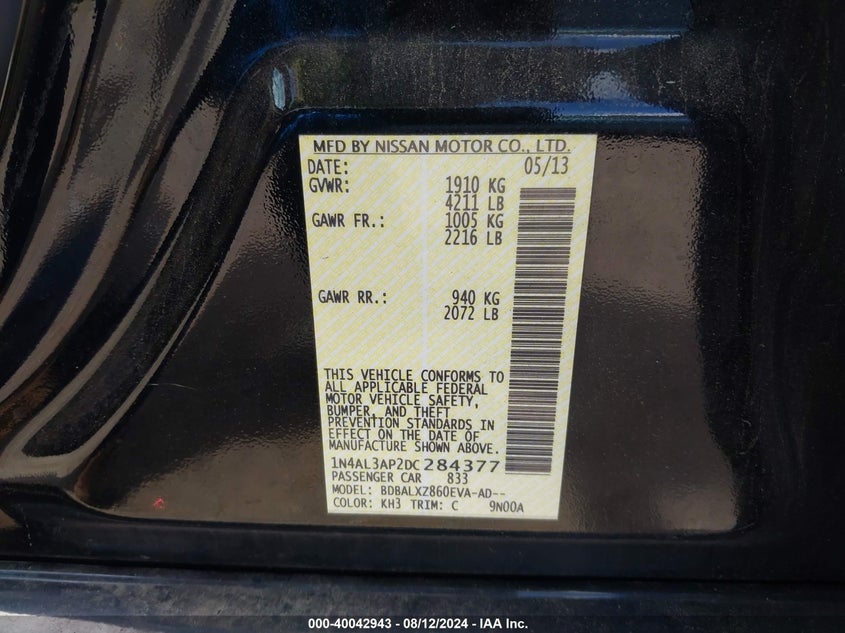 MFD BY NISSAN MOTOR CO., LTD.
DATE: 05/13
GVWR: 1910 KG
4211 LB
GAWR FR.: 1005 KG
2216 LB
GAWR RR.: 940 KG
2072 LB
THIS VEHICLE CONFORMS TO
ALL APPLICABLE FEDERAL
MOTOR VEHICLE SAFETY,
BUMPER, AND THEFT
PREVENTION STANDARDS IN
EFFECT ON THE DATE OF
MANUFACTURE SHOWN ABOVE.
1N4AL3AP2DC284377
PASSENGER CAR 833
MODEL: BDBALXZ860EVA-AD--
COLOR: KH3 TRIM: C 9N00A
000-40042943 - 08/12/2024 - IAA Inc.